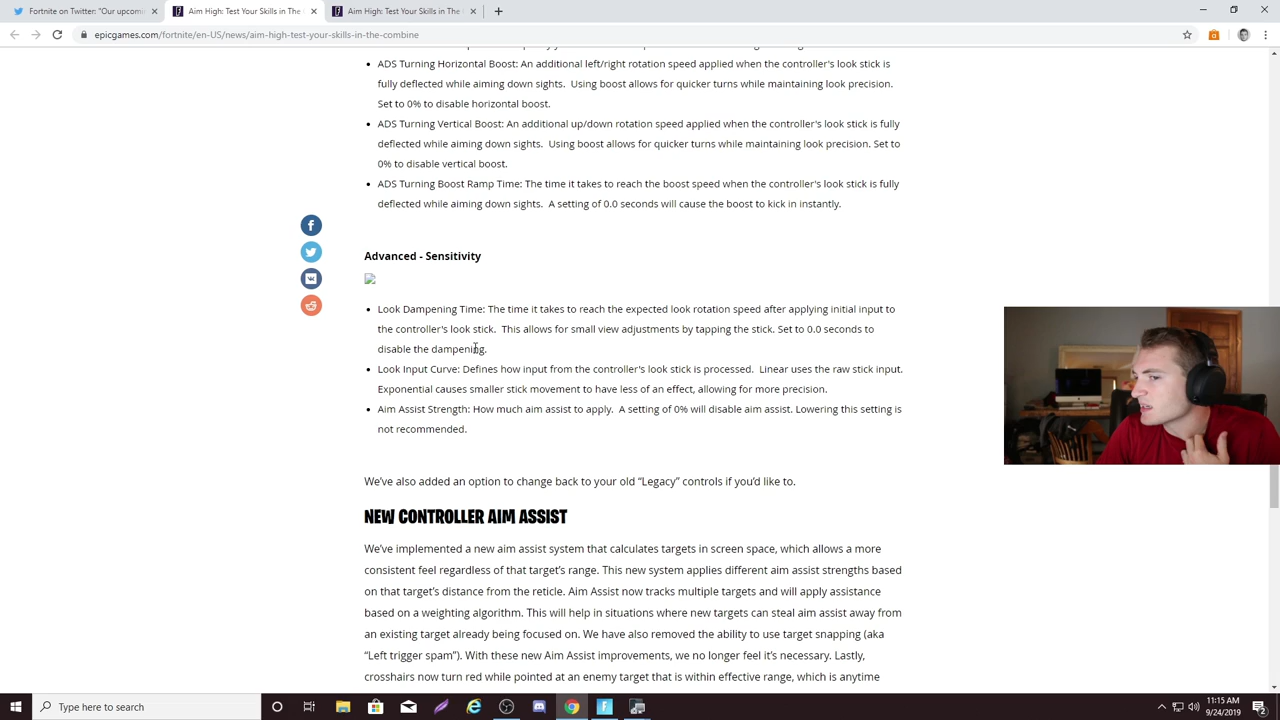 Fortnite on Twitter: "Our upcomi
Aim High: Test Your Skills in The C
Aim High: Test Your Skills in The C
epicgames.com/fortnite/en-US/news/aim-high-test-your-skills-in-the-combine
ADS Turning Horizontal Boost: An additional left/right rotation speed applied when the controller's look stick is
fully deflected while aiming down sights. Using boost allows for quicker turns while maintaining look precision.
Set to 0% to disable horizontal boost.
ADS Turning Vertical Boost: An additional up/down rotation speed applied when the controller's look stick is fully
deflected while aiming down sights. Using boost allows for quicker turns while maintaining look precision. Set to
0% to disable vertical boost.
ADS Turning Boost Ramp Time: The time it takes to reach the boost speed when the controller's look stick is fully
deflected while aiming down sights. A setting of 0.0 seconds will cause the boost to kick in instantly.
Advanced - Sensitivity
Look Dampening Time: The time it takes to reach the expected look rotation speed after applying initial input to
the controller's look stick. This allows for small view adjustments by tapping the stick. Set to 0.0 seconds to
disable the dampening.
Look Input Curve: Defines how input from the controller's look stick is processed. Linear uses the raw stick input.
Exponential causes smaller stick movement to have less of an effect, allowing for more precision.
Aim Assist Strength: How much aim assist to apply. A setting of 0% will disable aim assist. Lowering this setting is
not recommended.
We've also added an option to change back to your old “Legacy” controls if you'd like to.
NEW CONTROLLER AIM ASSIST
We've implemented a new aim assist system that calculates targets in screen space, which allows a more
consistent feel regardless of that target's range. This new system applies different aim assist strengths based
on that target's distance from the reticle. Aim Assist now tracks multiple targets and will apply assistance
based on a weighting algorithm. This will help in situations where new targets can steal aim assist away from
an existing target already being focused on. We have also removed the ability to use target snapping (aka
“Left trigger spam”). With these new Aim Assist improvements, we no longer feel it's necessary. Lastly,
crosshairs now turn red while pointed at an enemy target that is within effective range, which is anytime
Type here to search
11:15 AM
9/24/2019
2